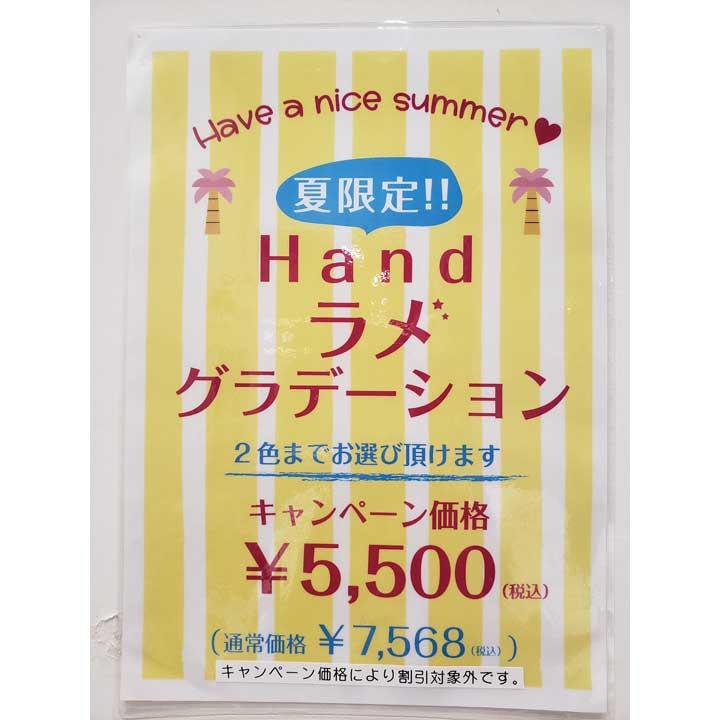 Have a nice summer♥
夏限定!!
Hand
ラメ
グラデーション
2色までお選び頂けます
キャンペーン価格
¥5,500(税込)
(通常価格 ¥7,568(税込))
キャンペーン価格により割引対象外です。